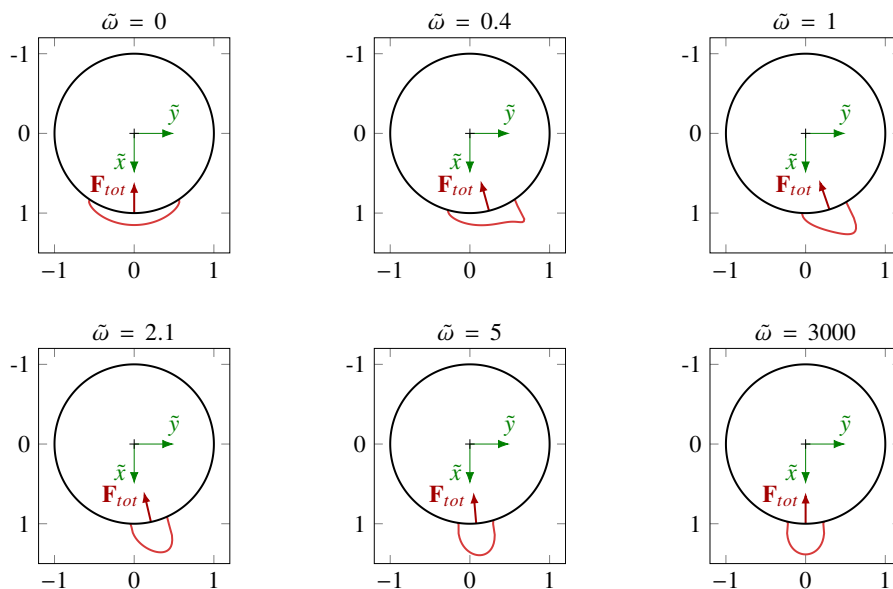 ω̃ = 0
ω̃ = 0.4
ω̃ = 1
-1
0
1
ỹ
x̃
F_tot
−1 0 1
-1
0
1
ỹ
x̃
F_tot
−1 0 1
-1
0
1
ỹ
x̃
F_tot
−1 0 1
ω̃ = 2.1
ω̃ = 5
ω̃ = 3000
-1
0
1
ỹ
x̃
F_tot
−1 0 1
-1
0
1
ỹ
x̃
F_tot
−1 0 1
-1
0
1
ỹ
x̃
F_tot
−1 0 1